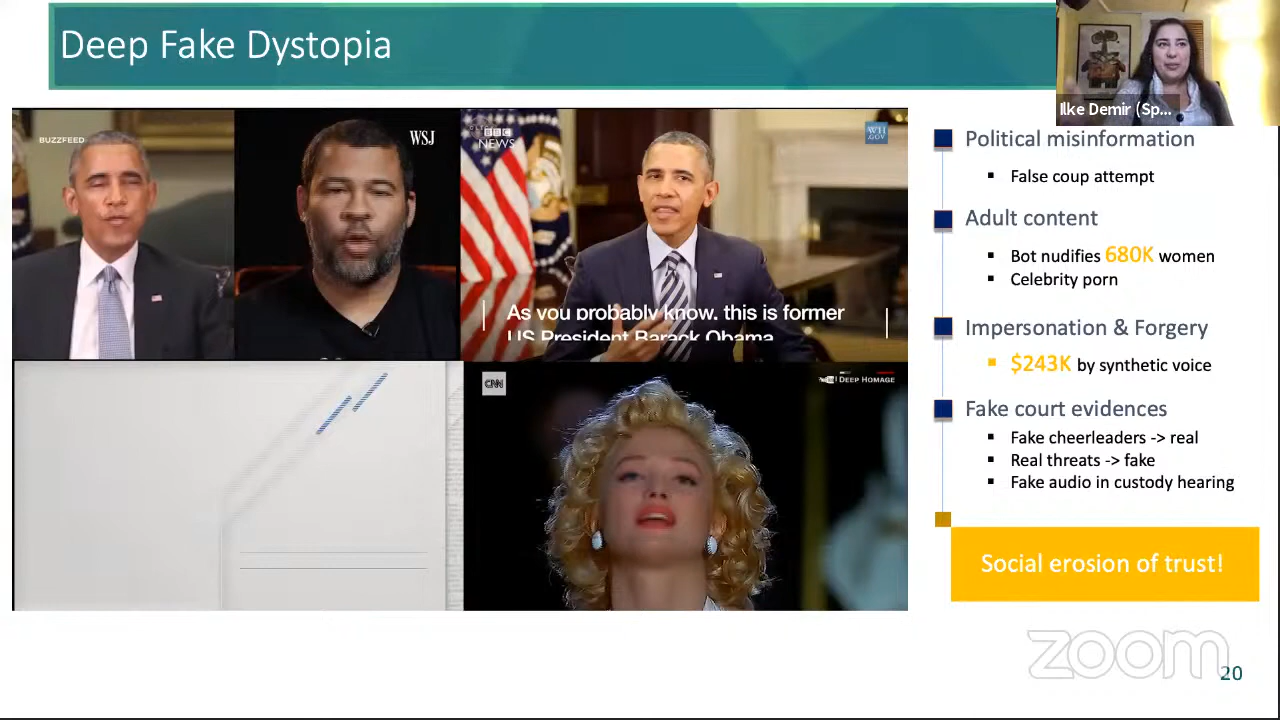 Deep Fake Dystopia
Ilke Demir (Sp...
BUZZFEED
WSJ
BBC
NEWS
WH
.GOV
As you probably know, this is former
US President Barack Obama
CNN
DEEP HOMAGE
Political misinformation
False coup attempt
Adult content
Bot nudifies 680K women
Celebrity porn
Impersonation & Forgery
$243K by synthetic voice
Fake court evidences
Fake cheerleaders -> real
Real threats -> fake
Fake audio in custody hearing
Social erosion of trust!
zoom
20